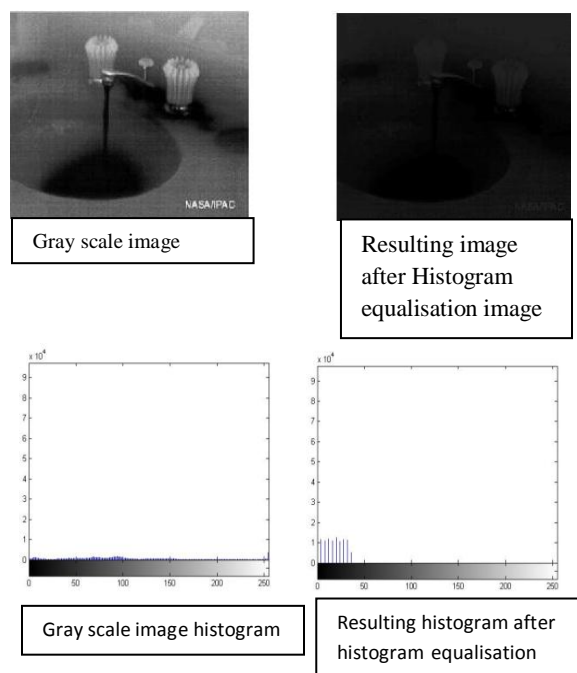 NASA/IPAC
Gray scale image
Resulting image
after Histogram
equalisation image
x 10^4
9
8
7
6
5
4
3
2
1
0
0 50 100 150 200 250
x 10^4
9
8
7
6
5
4
3
2
1
0
0 50 100 150 200 250
Gray scale image histogram
Resulting histogram after
histogram equalisation